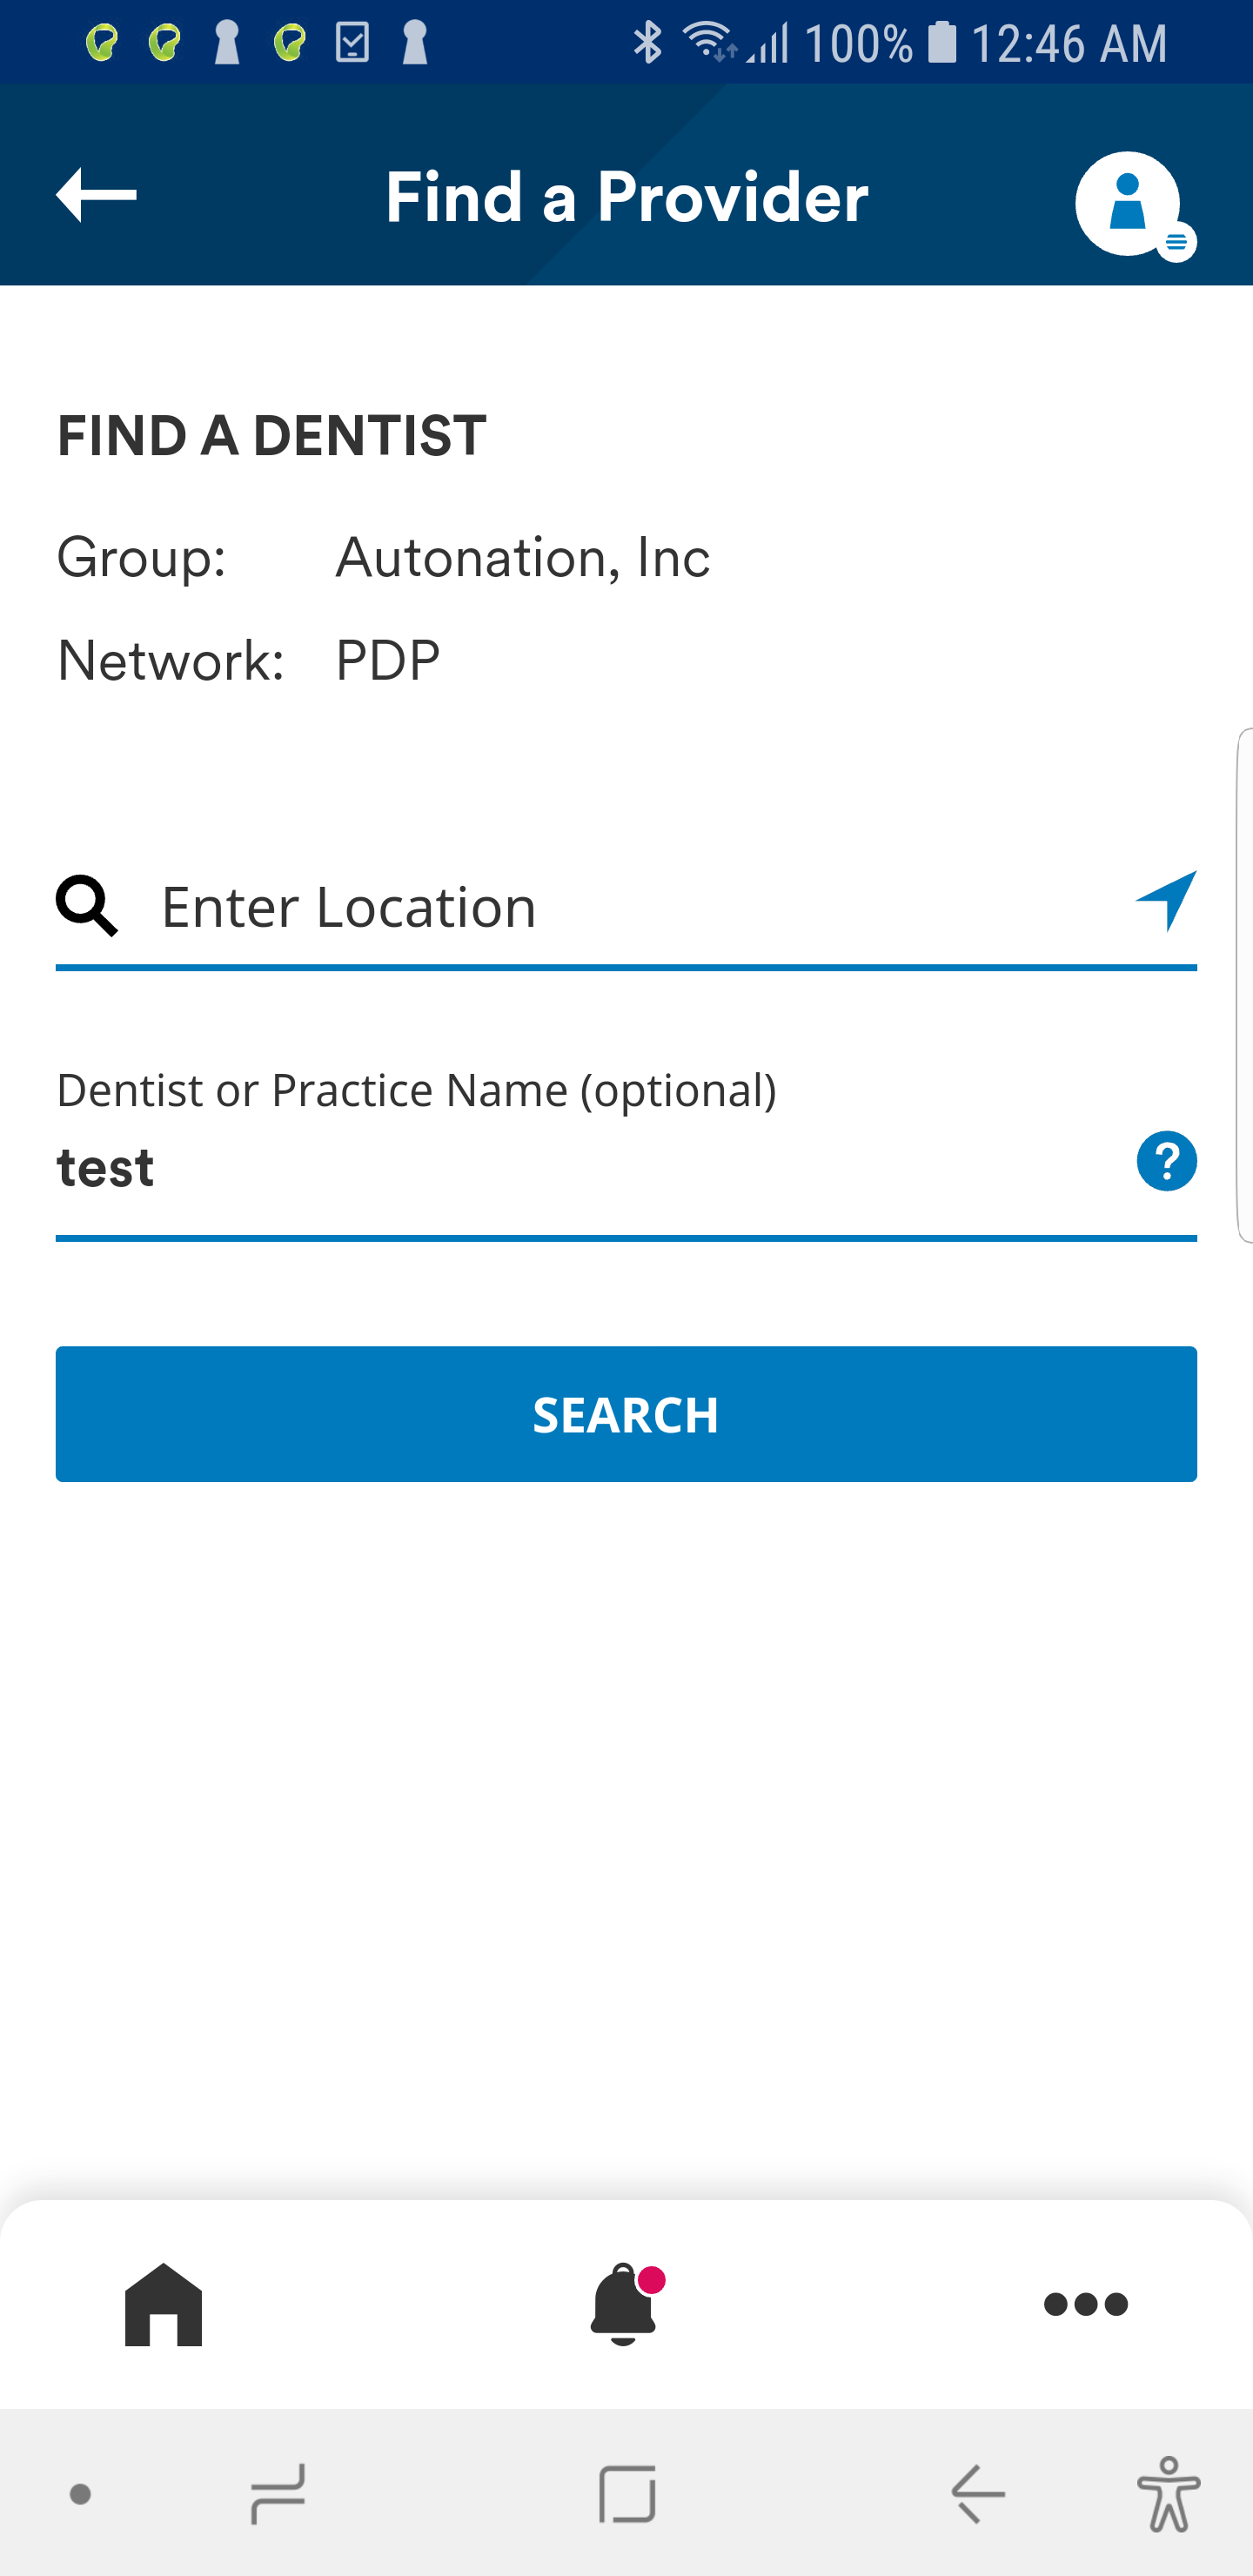 100% 12:46 AM
Find a Provider
FIND A DENTIST
Group: Autonation, Inc
Network: PDP
Enter Location
Dentist or Practice Name (optional)
test
?
SEARCH